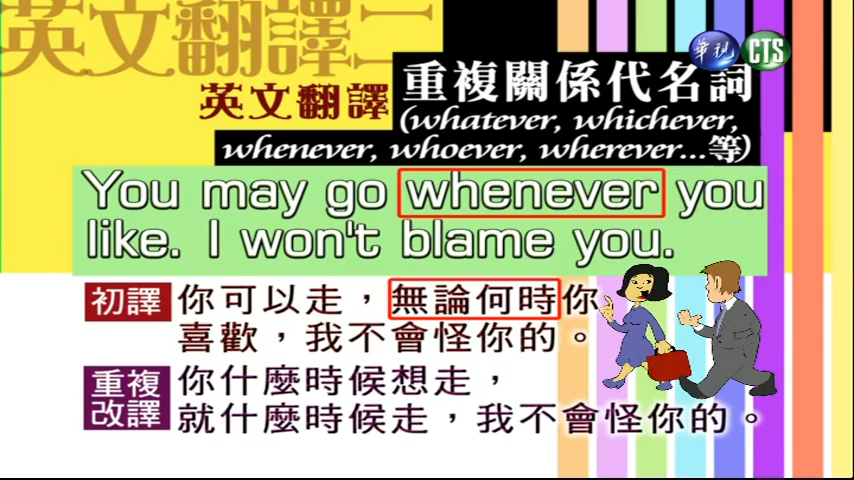 英文翻譯二
華視 CTS
英文翻譯
重複關係代名詞
(whatever, whichever,
whenever, whoever, wherever...等)
You may go whenever you
like. I won't blame you.
初譯
你可以走，無論何時你
喜歡，我不會怪你的。
重複
改譯
你什麼時候想走，
就什麼時候走，我不會怪你的。